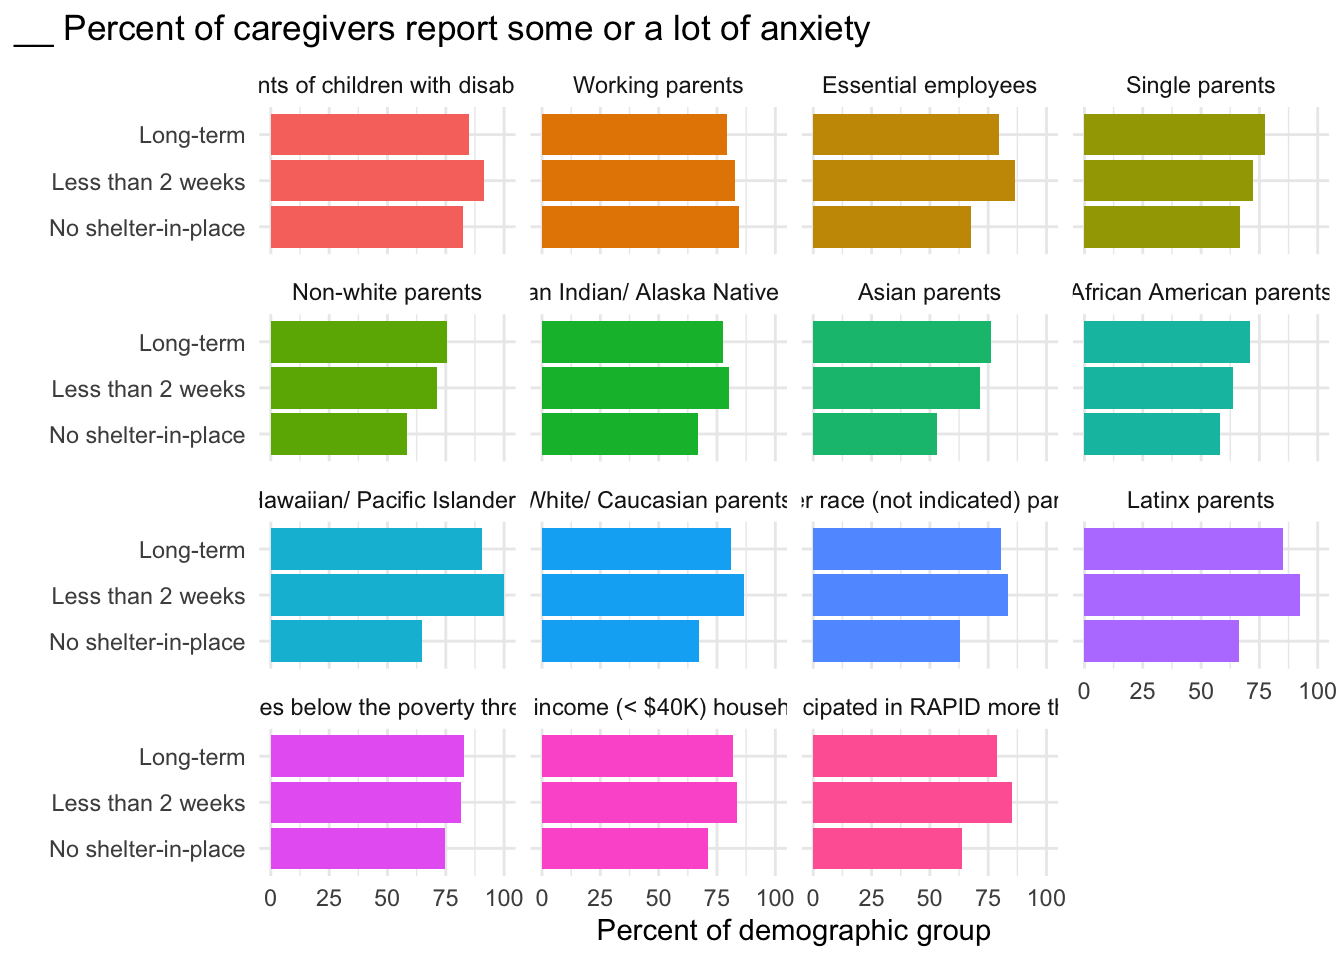 __ Percent of caregivers report some or a lot of anxiety
nts of children with disab
Working parents
Essential employees
Single parents
Long-term
Less than 2 weeks
No shelter-in-place
Non-white parents
an Indian/ Alaska Native
Asian parents
African American parents
Long-term
Less than 2 weeks
No shelter-in-place
Hawaiian/ Pacific Islander
White/ Caucasian parents
er race (not indicated) par
Latinx parents
Long-term
Less than 2 weeks
No shelter-in-place
0 25 50 75 100
es below the poverty thre
income (< $40K) househ
cipated in RAPID more th
Long-term
Less than 2 weeks
No shelter-in-place
0 25 50 75 100
0 25 50 75 100
0 25 50 75 100
Percent of demographic group